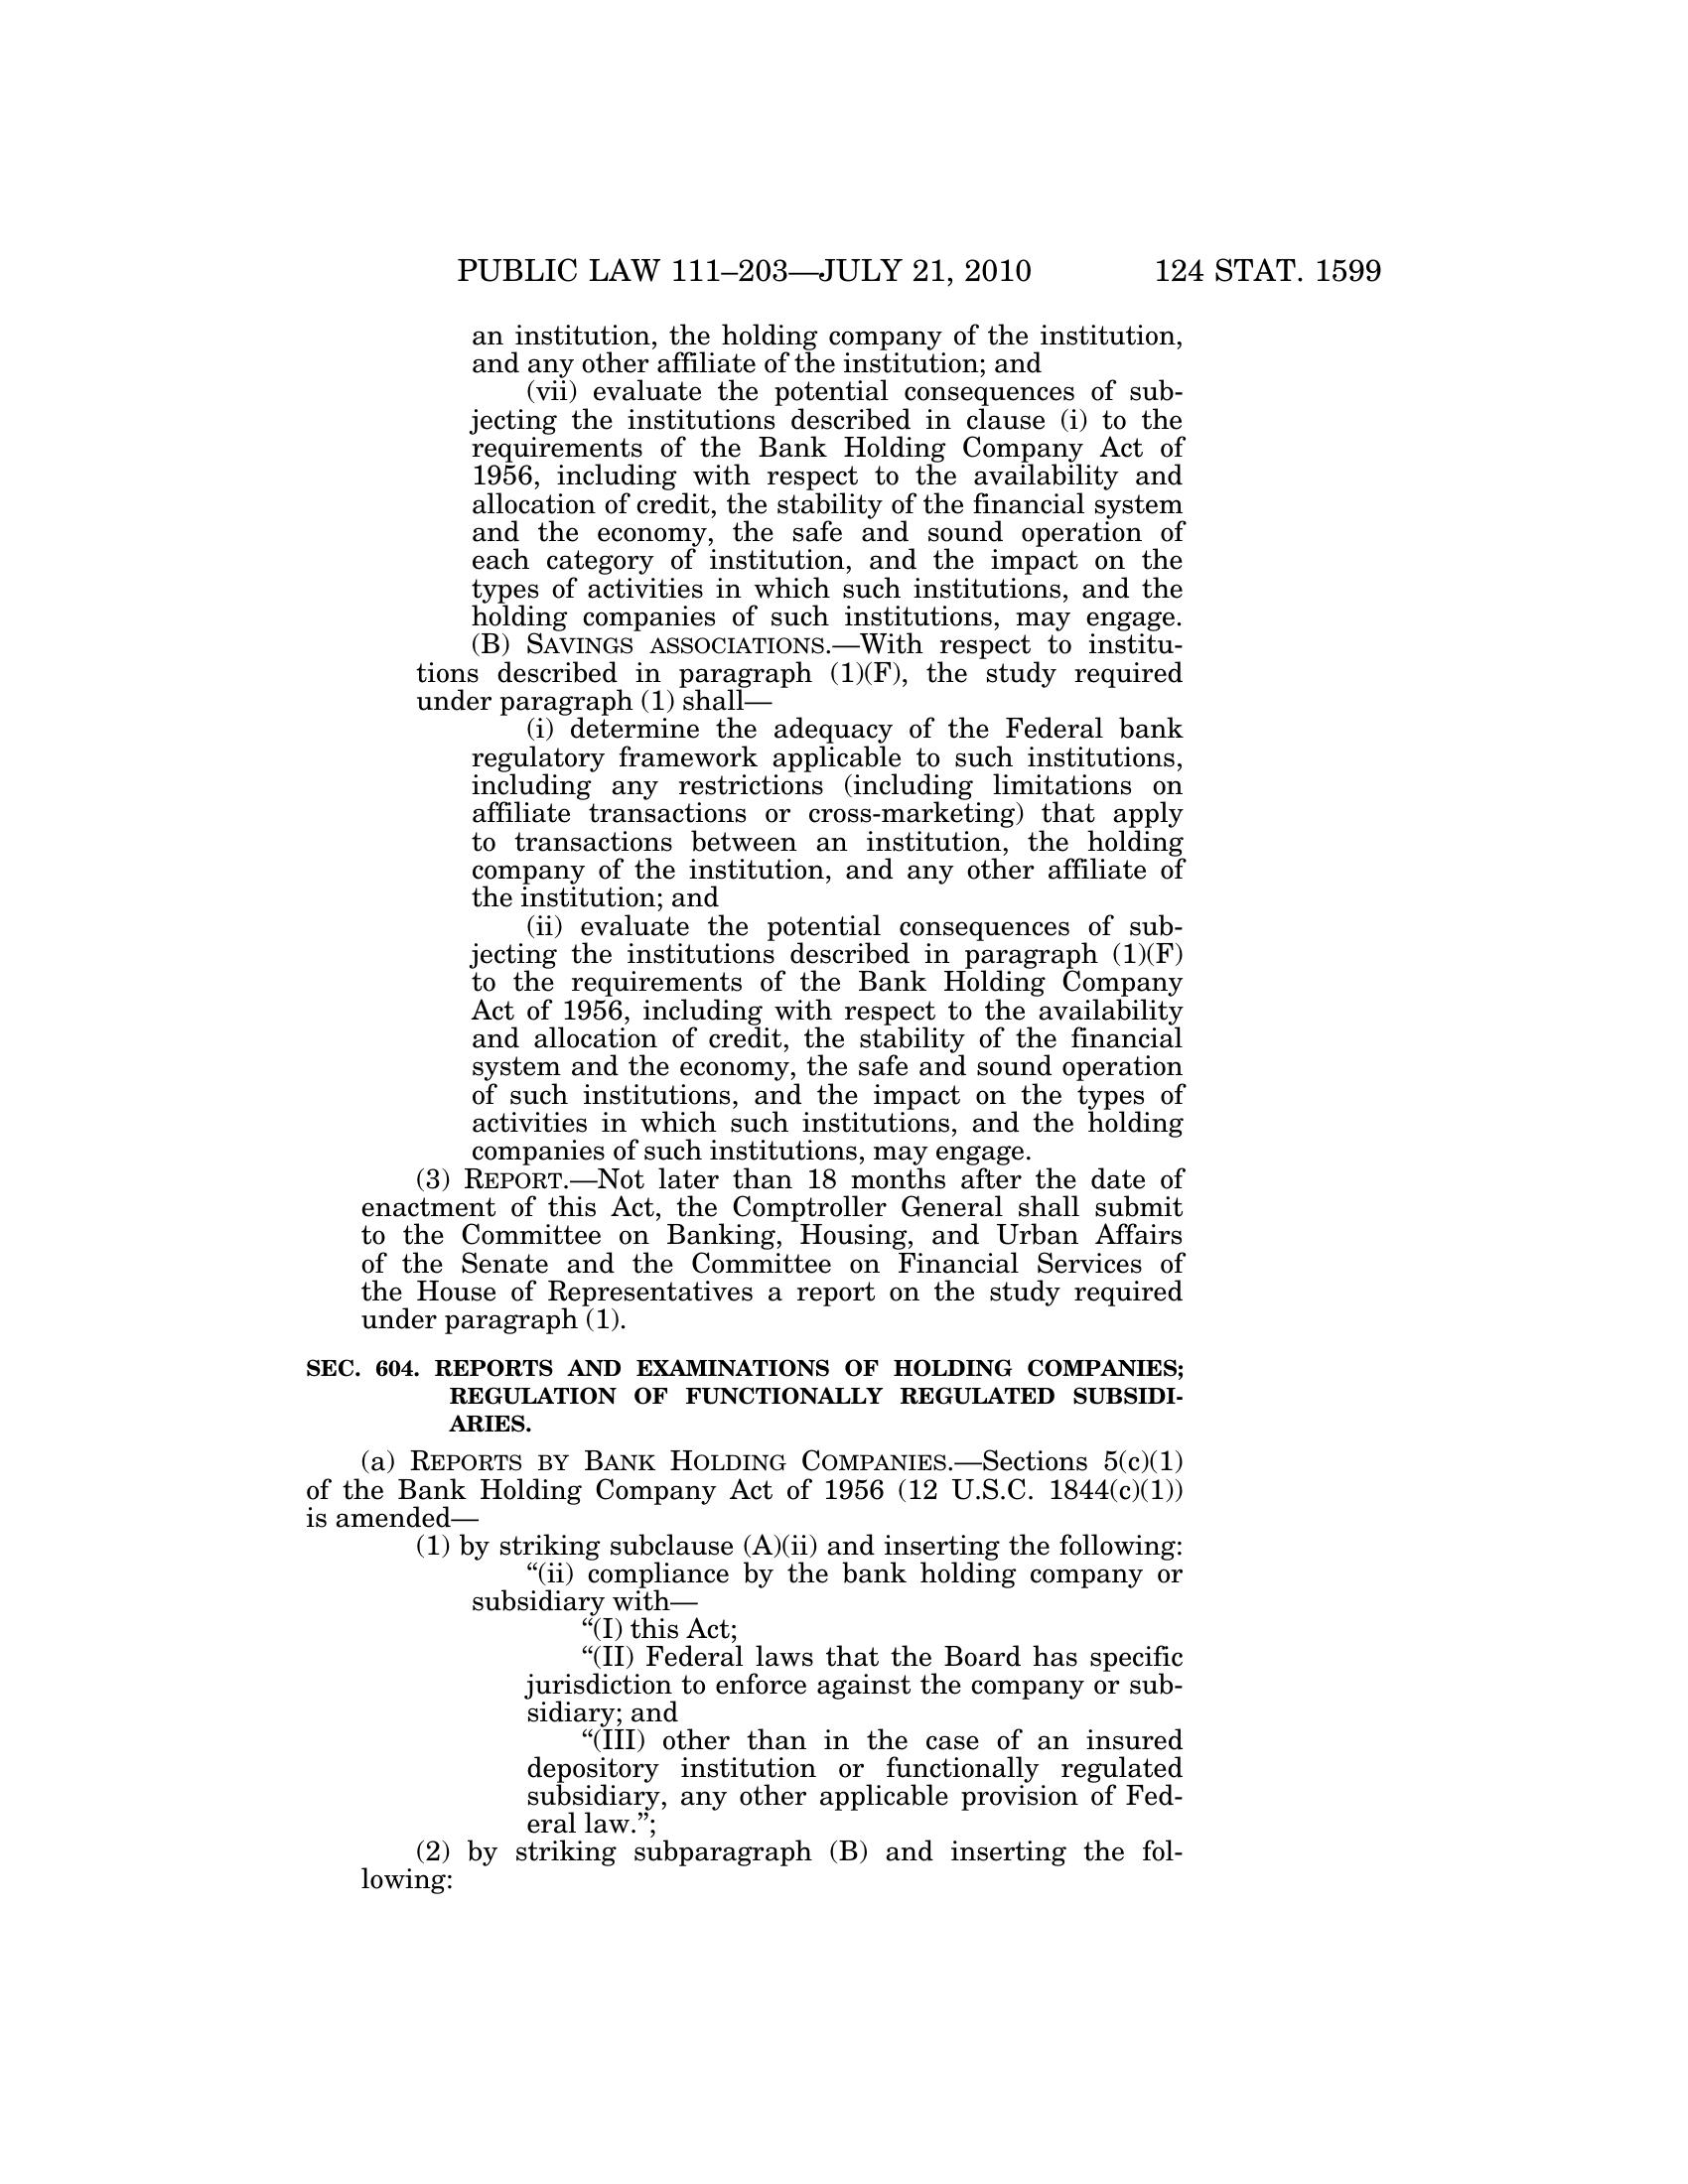 PUBLIC LAW 111–203—JULY 21, 2010 124 STAT. 1599
an institution, the holding company of the institution,
and any other affiliate of the institution; and
(vii) evaluate the potential consequences of sub-
jecting the institutions described in clause (i) to the
requirements of the Bank Holding Company Act of
1956, including with respect to the availability and
allocation of credit, the stability of the financial system
and the economy, the safe and sound operation of
each category of institution, and the impact on the
types of activities in which such institutions, and the
holding companies of such institutions, may engage.
(B) SAVINGS ASSOCIATIONS.—With respect to institu-
tions described in paragraph (1)(F), the study required
under paragraph (1) shall—
(i) determine the adequacy of the Federal bank
regulatory framework applicable to such institutions,
including any restrictions (including limitations on
affiliate transactions or cross-marketing) that apply
to transactions between an institution, the holding
company of the institution, and any other affiliate of
the institution; and
(ii) evaluate the potential consequences of sub-
jecting the institutions described in paragraph (1)(F)
to the requirements of the Bank Holding Company
Act of 1956, including with respect to the availability
and allocation of credit, the stability of the financial
system and the economy, the safe and sound operation
of such institutions, and the impact on the types of
activities in which such institutions, and the holding
companies of such institutions, may engage.
(3) REPORT.—Not later than 18 months after the date of
enactment of this Act, the Comptroller General shall submit
to the Committee on Banking, Housing, and Urban Affairs
of the Senate and the Committee on Financial Services of
the House of Representatives a report on the study required
under paragraph (1).
SEC. 604. REPORTS AND EXAMINATIONS OF HOLDING COMPANIES;
REGULATION OF FUNCTIONALLY REGULATED SUBSIDI-
ARIES.
(a) REPORTS BY BANK HOLDING COMPANIES.—Sections 5(c)(1)
of the Bank Holding Company Act of 1956 (12 U.S.C. 1844(c)(1))
is amended—
(1) by striking subclause (A)(ii) and inserting the following:
“(ii) compliance by the bank holding company or
subsidiary with—
“(I) this Act;
“(II) Federal laws that the Board has specific
jurisdiction to enforce against the company or sub-
sidiary; and
“(III) other than in the case of an insured
depository institution or functionally regulated
subsidiary, any other applicable provision of Fed-
eral law.”;
(2) by striking subparagraph (B) and inserting the fol-
lowing: